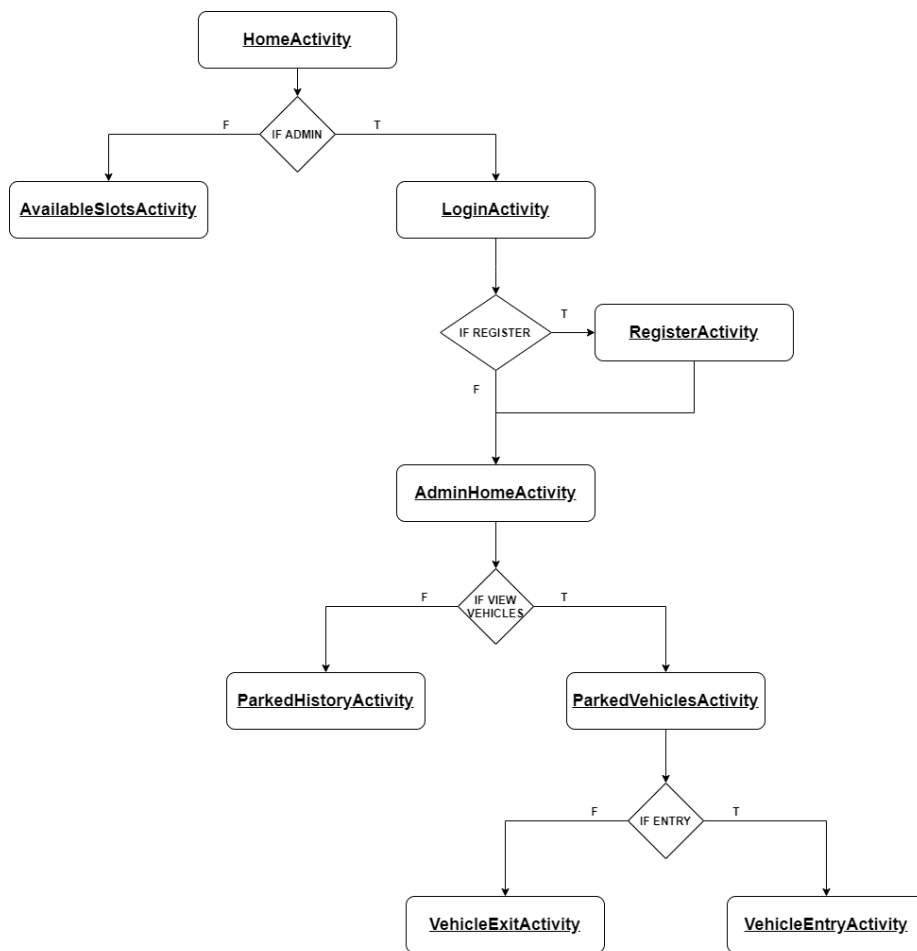 HomeActivity
F
IF ADMIN
T
AvailableSlotsActivity
LoginActivity
IF REGISTER
T
RegisterActivity
F
AdminHomeActivity
F
IF VIEW
VEHICLES
T
ParkedHistoryActivity
ParkedVehiclesActivity
F
IF ENTRY
T
VehicleExitActivity
VehicleEntryActivity